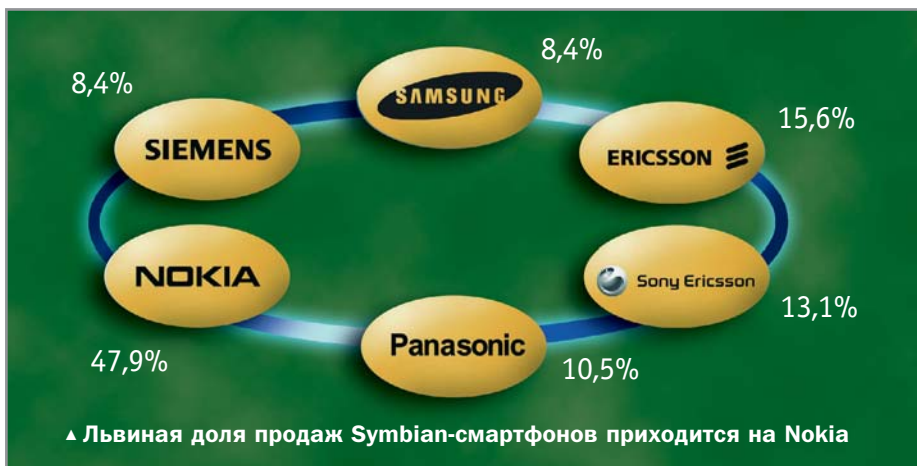 8,4%
SAMSUNG
8,4%
SIEMENS
15,6%
ERICSSON
NOKIA
Sony Ericsson
13,1%
Panasonic
47,9%
10,5%
▲ Львиная доля продаж Symbian-смартфонов приходится на Nokia